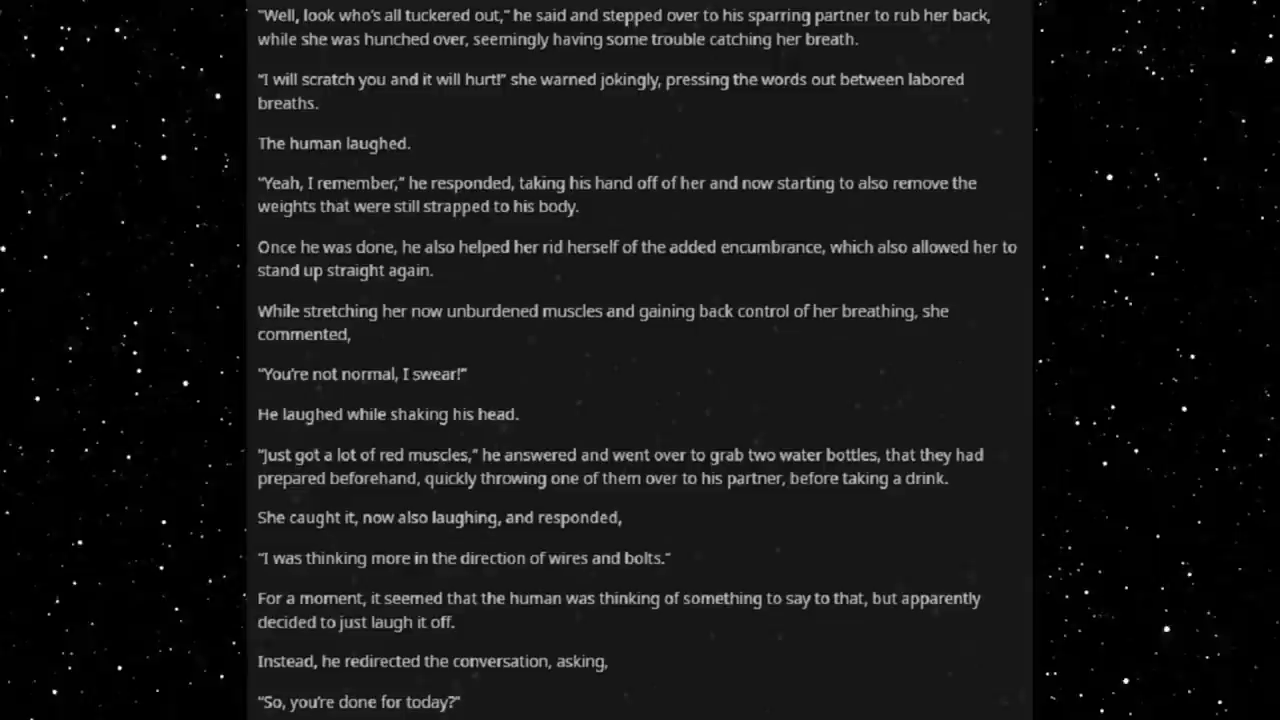 “Well, look who’s all tuckered out,” he said and stepped over to his sparring partner to rub her back,
while she was hunched over, seemingly having some trouble catching her breath.
“I will scratch you and it will hurt!” she warned jokingly, pressing the words out between labored
breaths.
The human laughed.
“Yeah, I remember,” he responded, taking his hand off of her and now starting to also remove the
weights that were still strapped to his body.
Once he was done, he also helped her rid herself of the added encumbrance, which also allowed her to
stand up straight again.
While stretching her now unburdened muscles and gaining back control of her breathing, she
commented,
“You’re not normal, I swear!”
He laughed while shaking his head.
“Just got a lot of red muscles,” he answered and went over to grab two water bottles, that they had
prepared beforehand, quickly throwing one of them over to his partner, before taking a drink.
She caught it, now also laughing, and responded,
“I was thinking more in the direction of wires and bolts.”
For a moment, it seemed that the human was thinking of something to say to that, but apparently
decided to just laugh it off.
Instead, he redirected the conversation, asking,
“So, you’re done for today?”